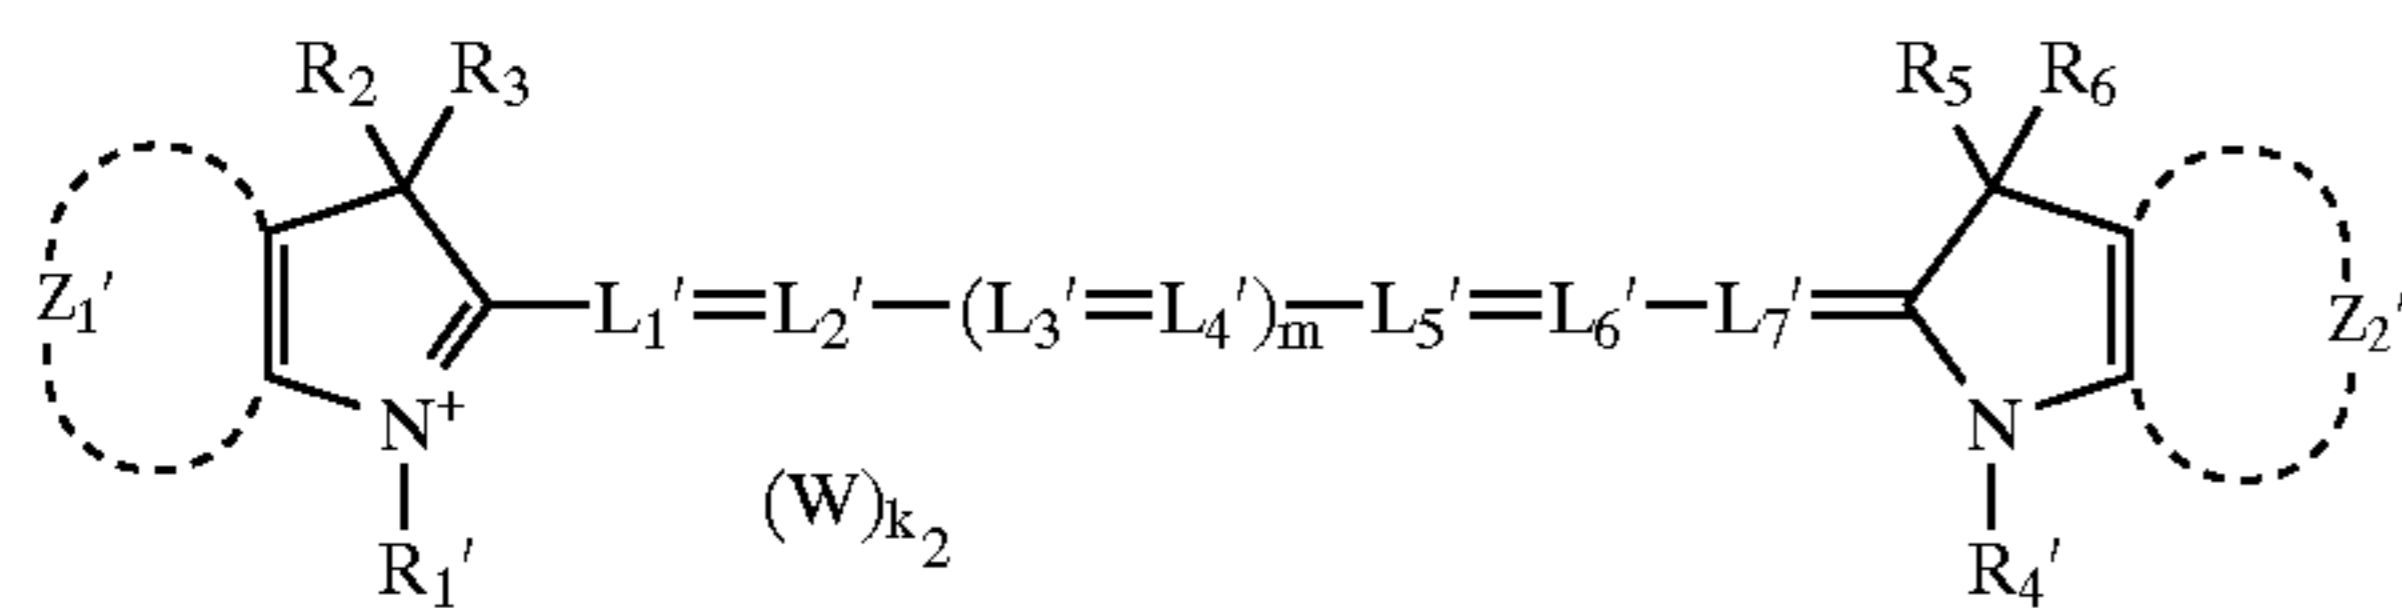 R2 R3 R5 R6
Z1' L1'=L2'—(L3'=L4')m—L5'=L6'—L7'= Z2'
N+ N
(W)k2
R1' R4'